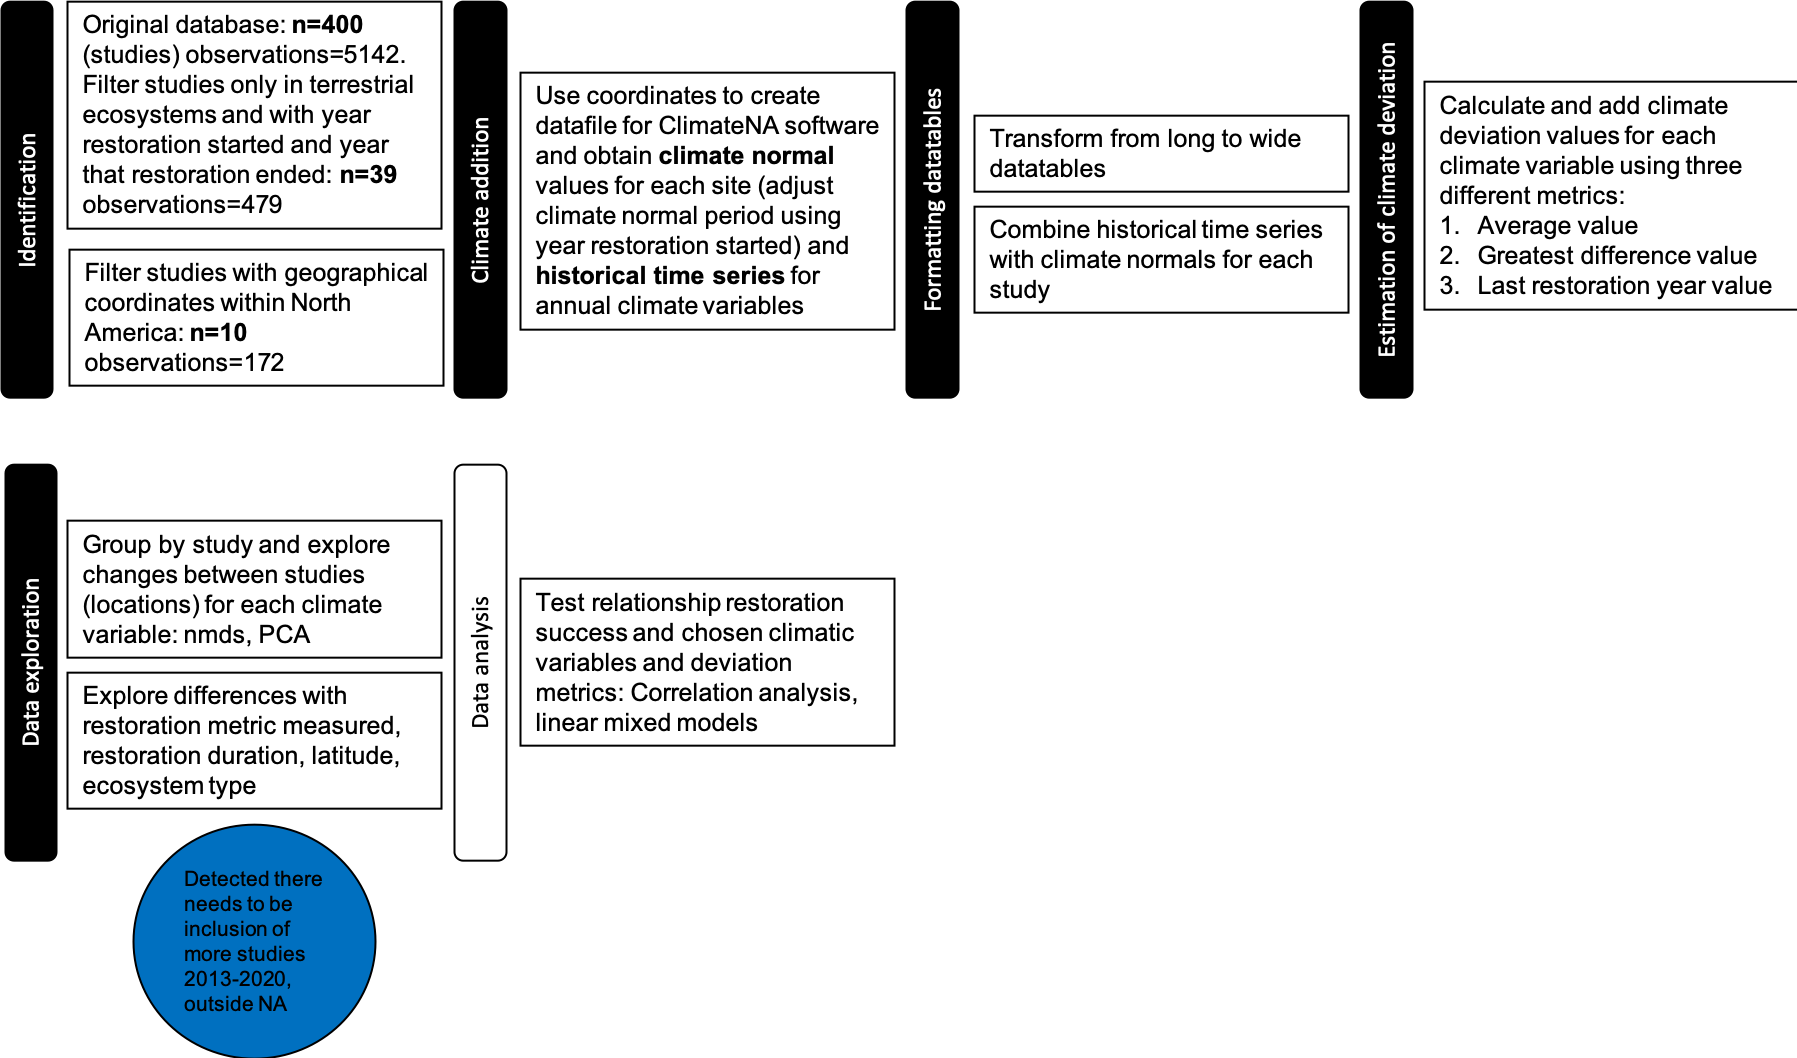 Identification
Original database: n=400
(studies) observations=5142.
Filter studies only in terrestrial
ecosystems and with year
restoration started and year
that restoration ended: n=39
observations=479
Filter studies with geographical
coordinates within North
America: n=10
observations=172
Climate addition
Use coordinates to create
datafile for ClimateNA software
and obtain climate normal
values for each site (adjust
climate normal period using
year restoration started) and
historical time series for
annual climate variables
Formatting datatables
Transform from long to wide
datatables
Combine historical time series
with climate normals for each
study
Estimation of climate deviation
Calculate and add climate
deviation values for each
climate variable using three
different metrics:
1. Average value
2. Greatest difference value
3. Last restoration year value
Data exploration
Group by study and explore
changes between studies
(locations) for each climate
variable: nmds, PCA
Explore differences with
restoration metric measured,
restoration duration, latitude,
ecosystem type
Detected there
needs to be
inclusion of
more studies
2013-2020,
outside NA
Data analysis
Test relationship restoration
success and chosen climatic
variables and deviation
metrics: Correlation analysis,
linear mixed models